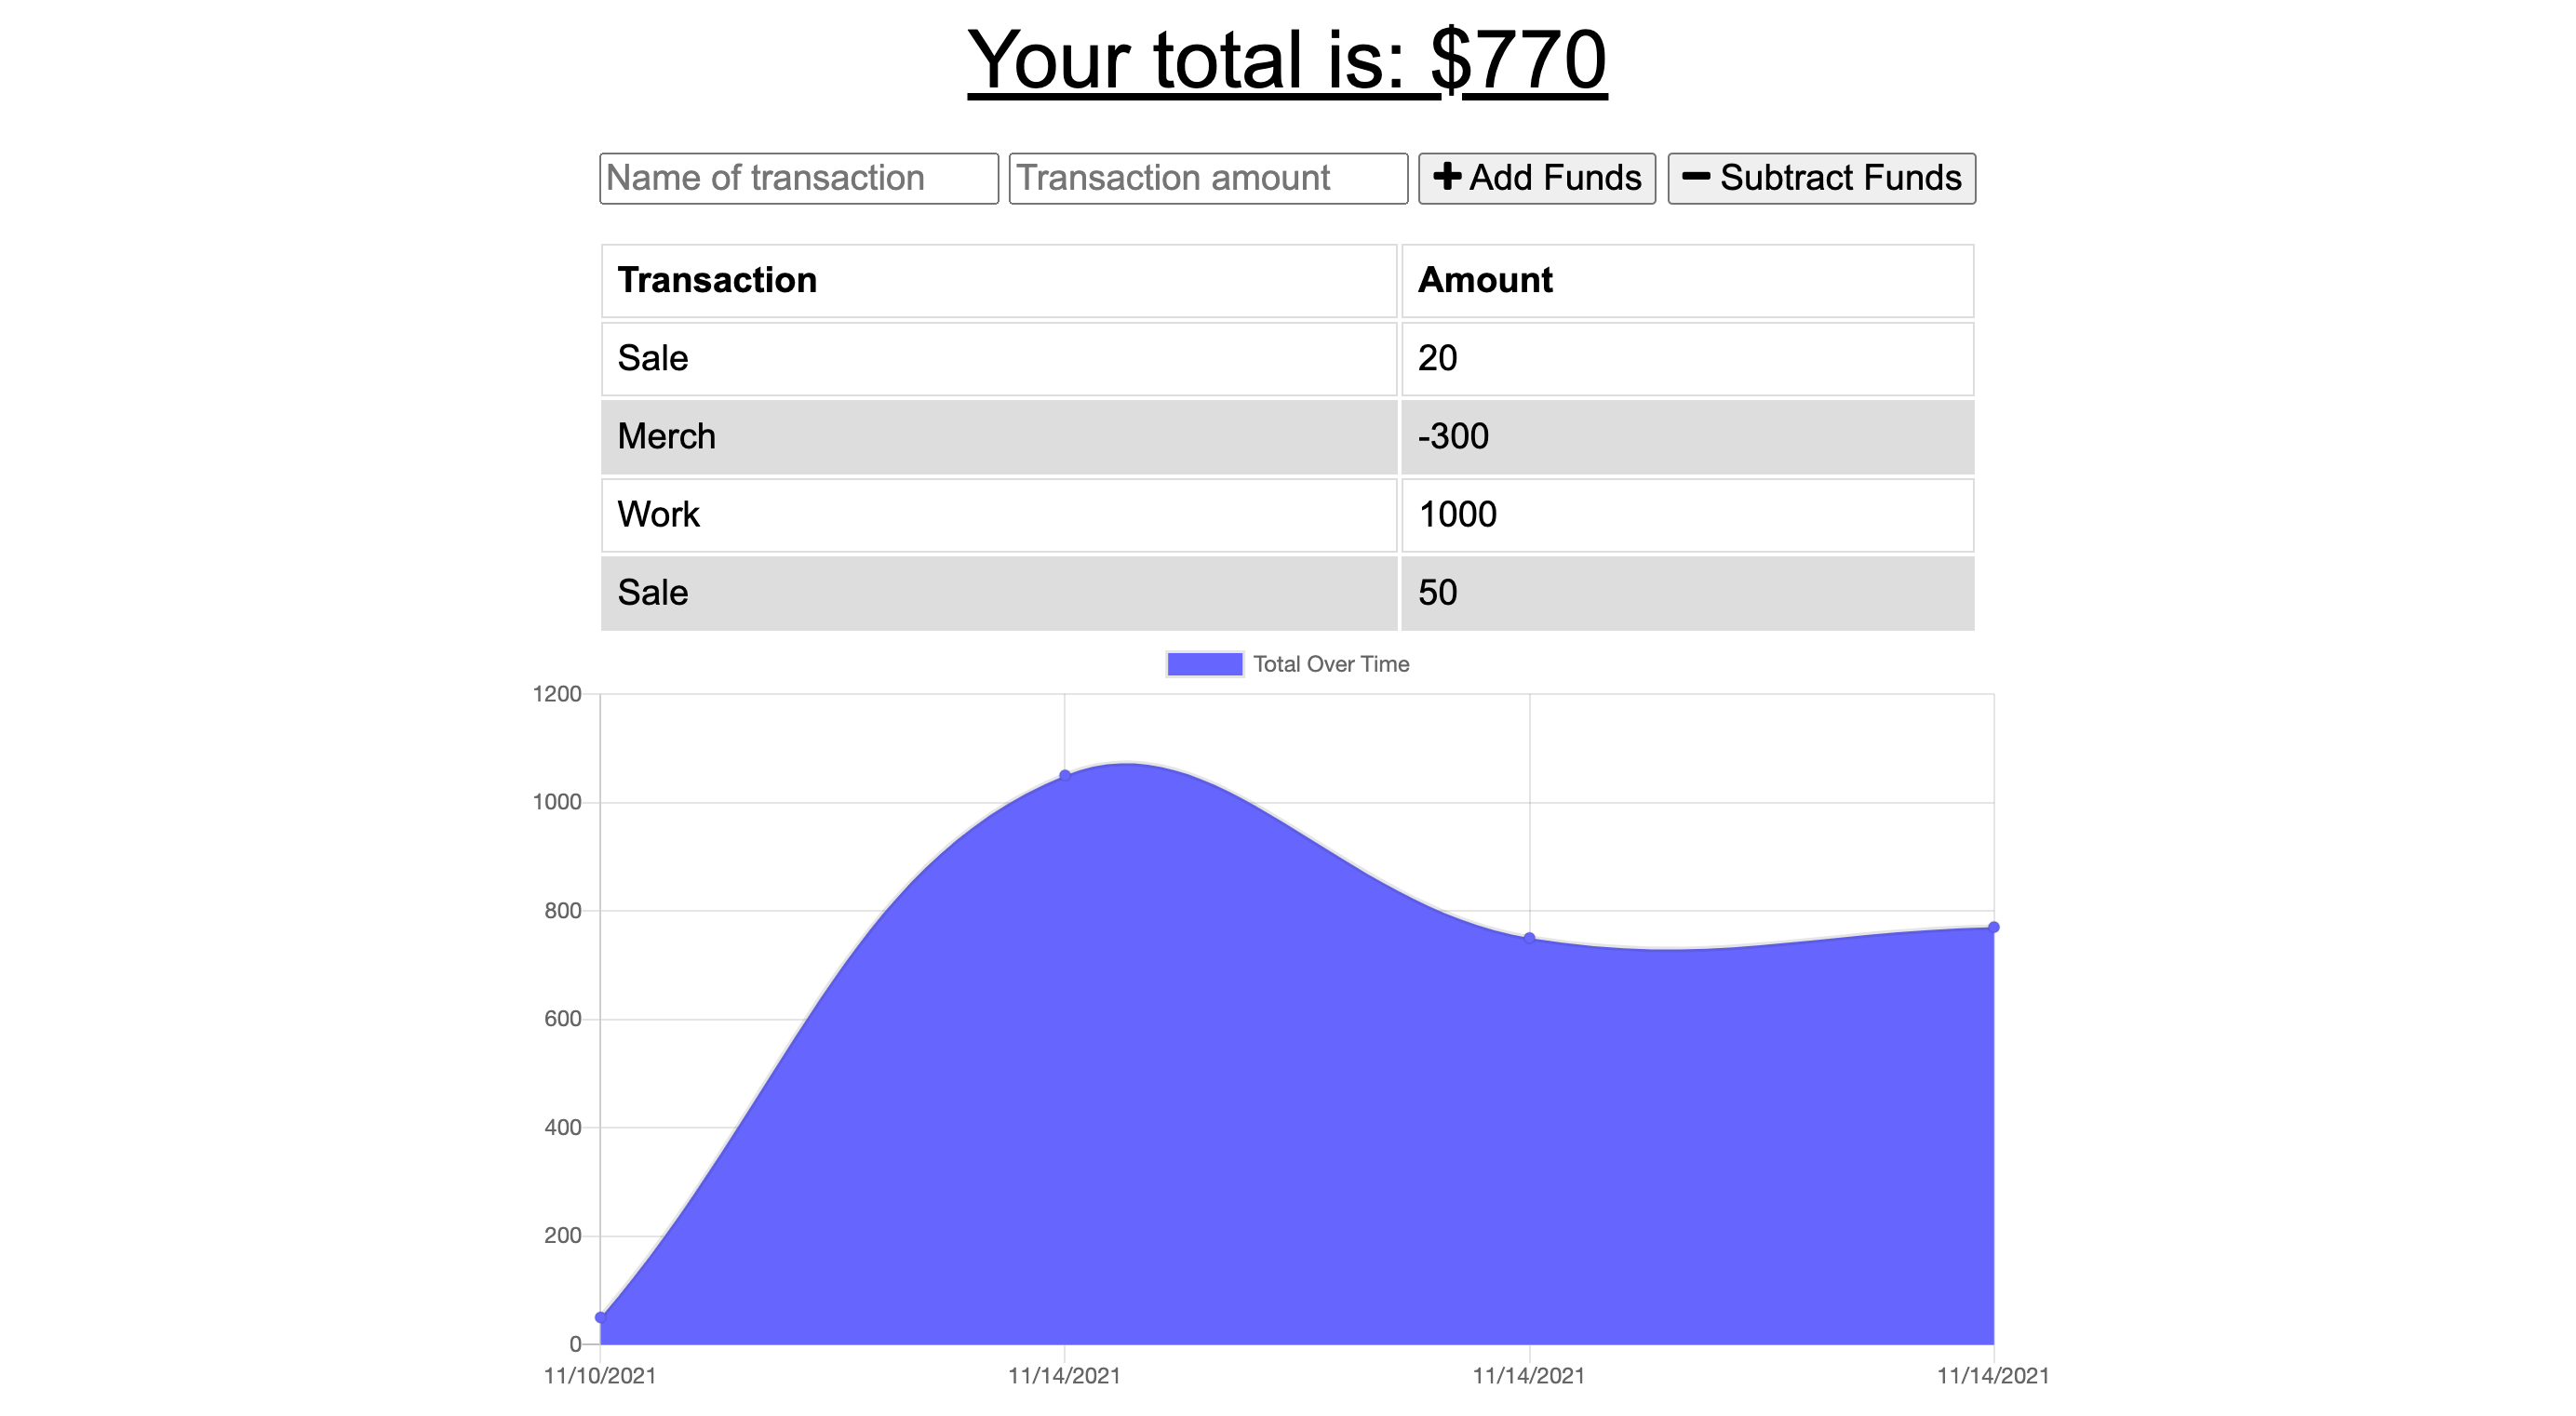 Your total is: $770
Name of transaction Transaction amount Add Funds Subtract Funds
Transaction Amount
Sale 20
Merch -300
Work 1000
Sale 50
Total Over Time
1200
1000
800
600
400
200
0
11/10/2021 11/14/2021 11/14/2021 11/14/2021